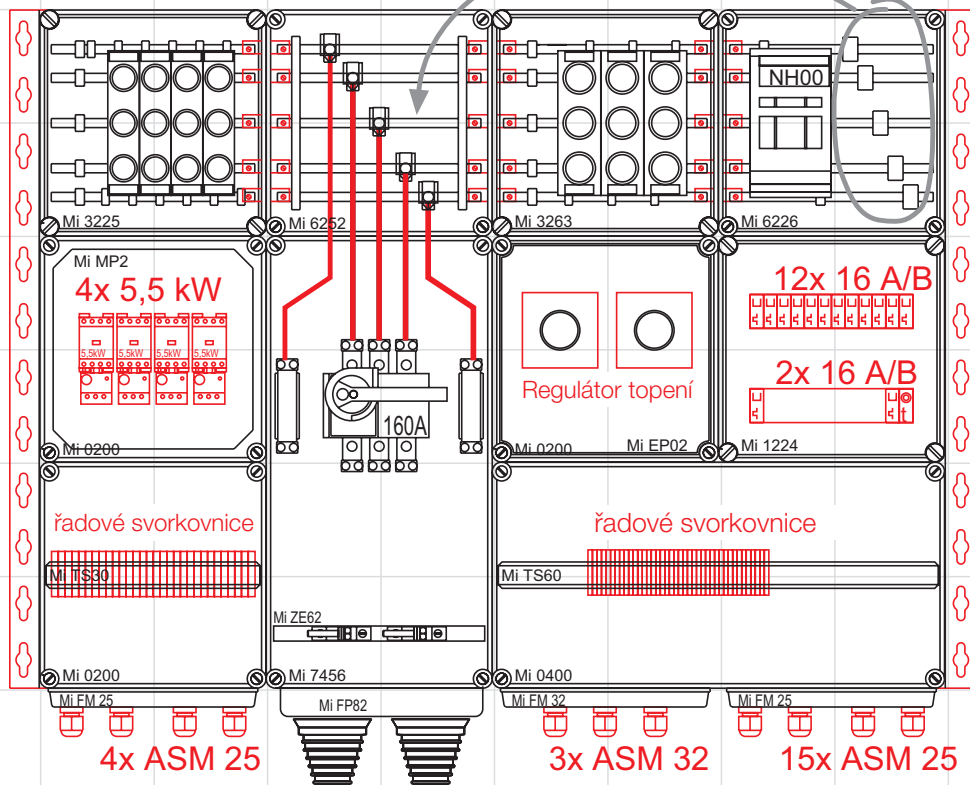 NH00
Mi 3225
Mi 6252
Mi 3263
Mi 6226
Mi MP2
4x 5,5 kW
5,5kW 5,5kW 5,5kW 5,5kW
Mi 0200
160A
Regulátor topení
Mi 0200
Mi EP02
12x 16 A/B
2x 16 A/B
t
Mi 1224
řadové svorkovnice
Mi TS30
Mi 0200
Mi ZE62
Mi 7456
řadové svorkovnice
Mi TS60
Mi 0400
Mi FM 25
Mi FP82
Mi FM 32
Mi FM 25
4x ASM 25
3x ASM 32
15x ASM 25